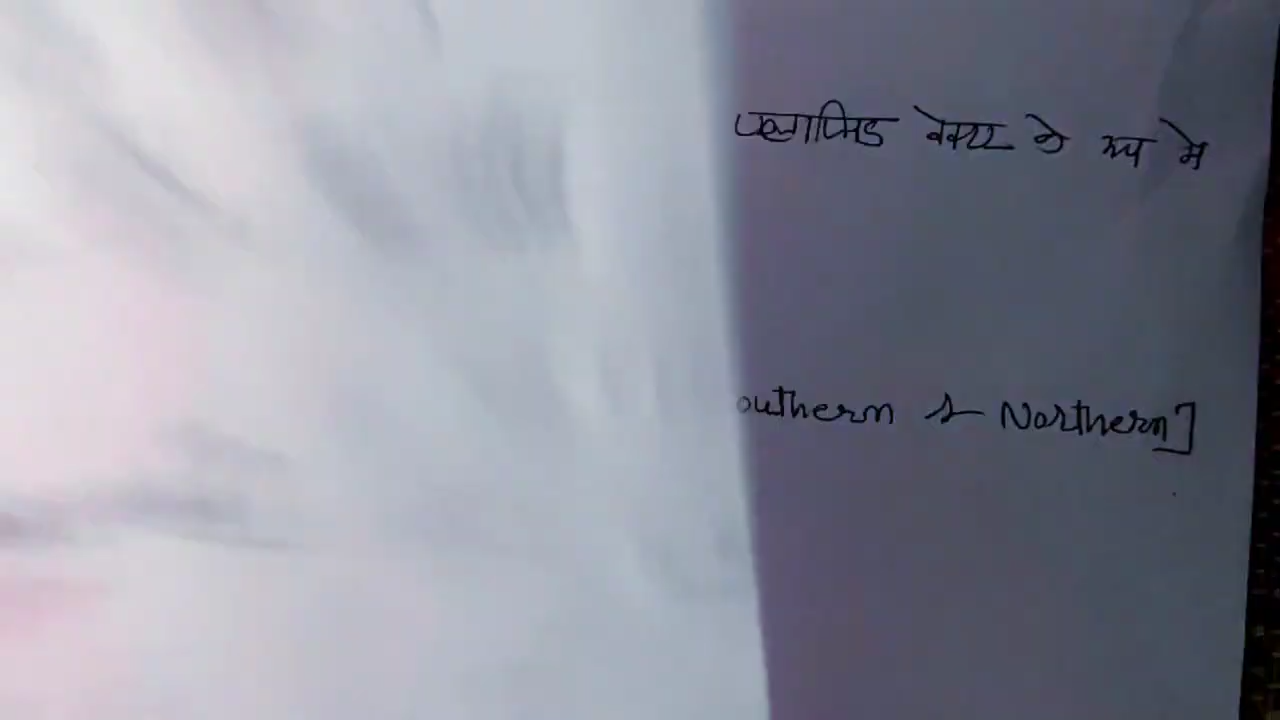 प्लाज्मिड वेक्टर के रूप में
outhern & Northern]